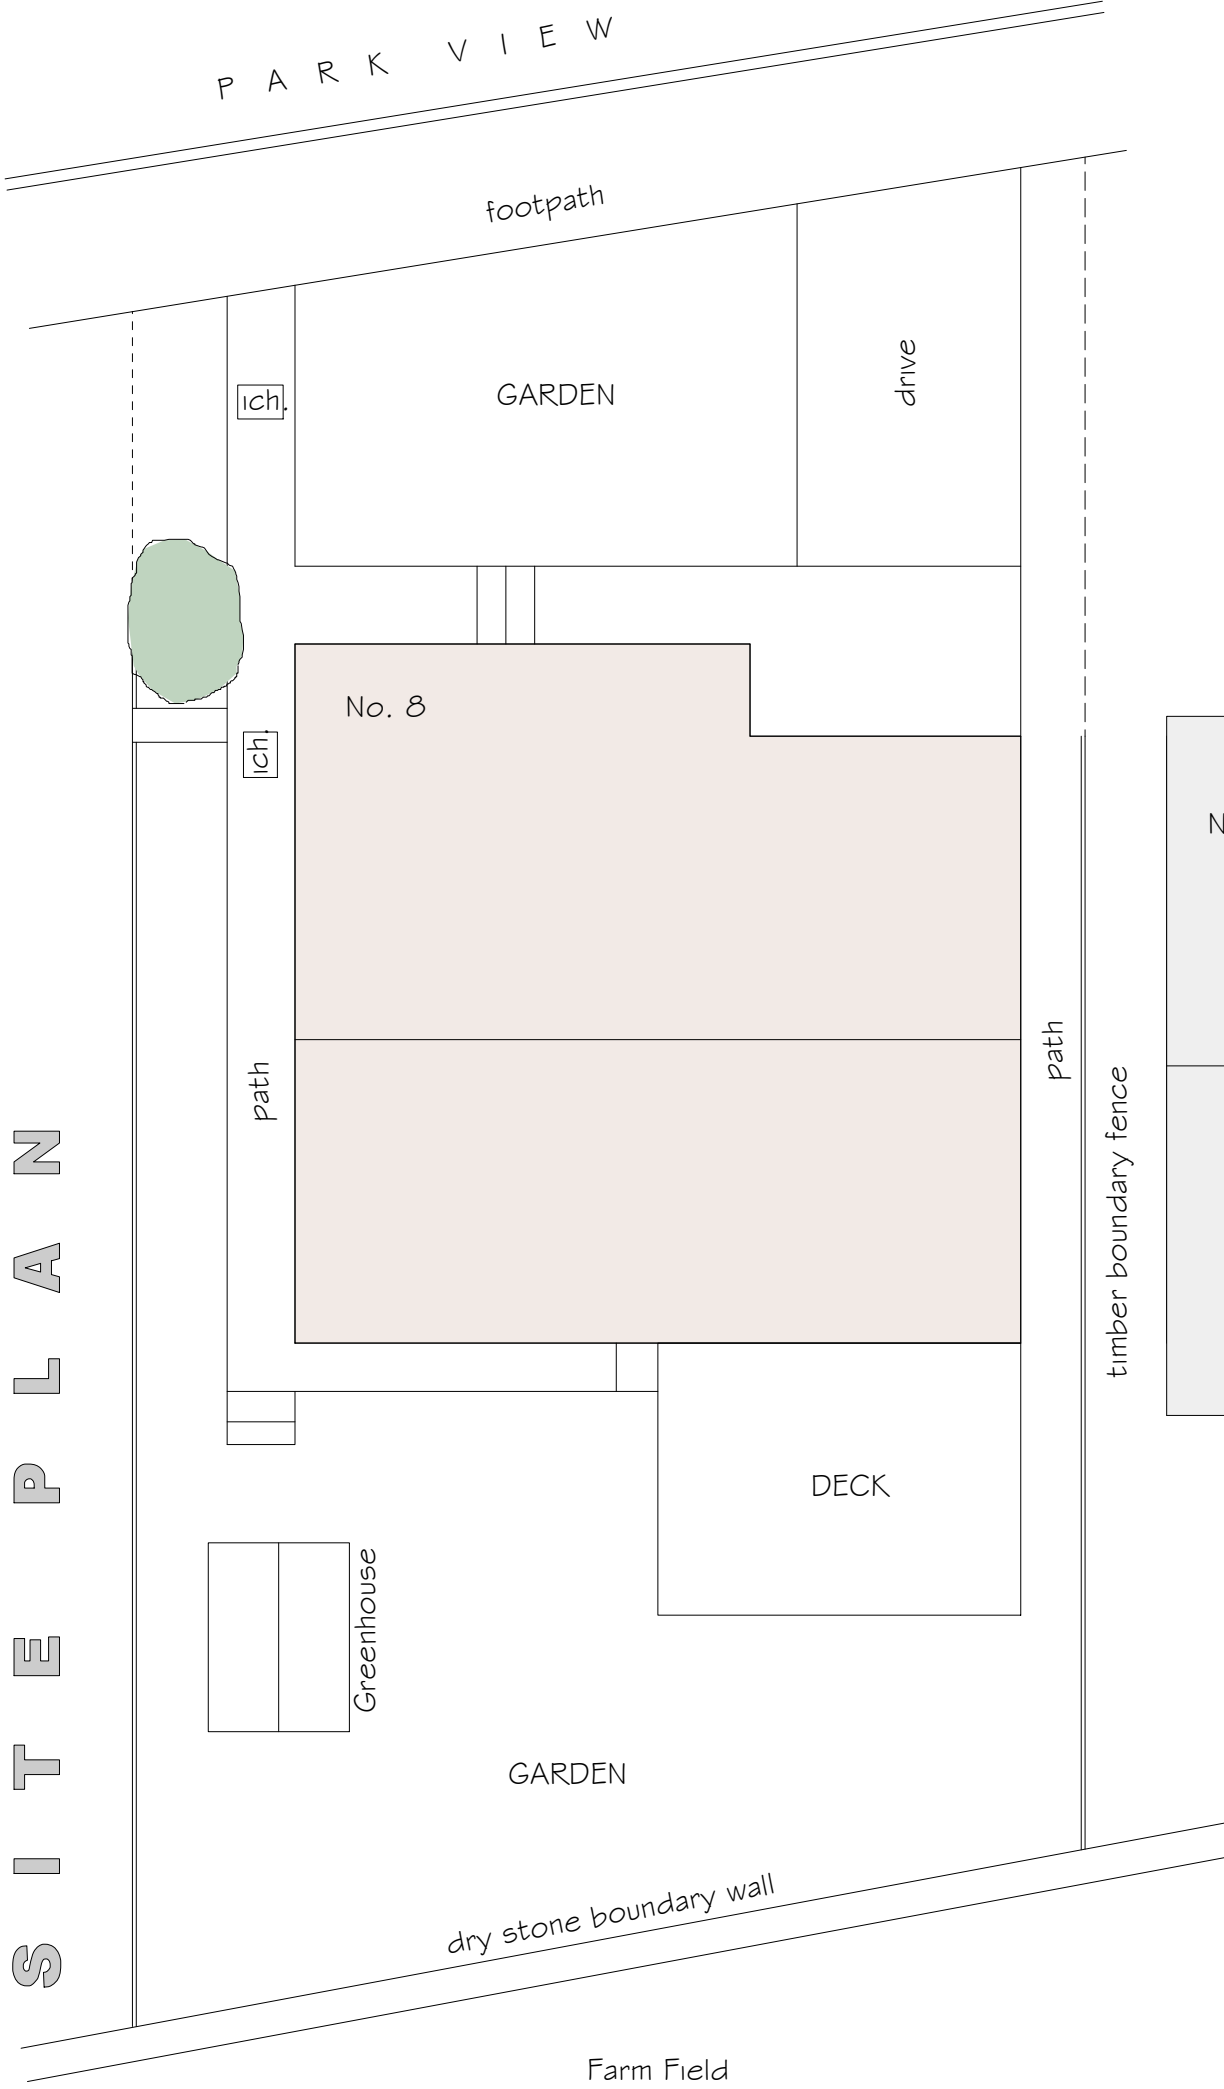 PARK VIEW
footpath
GARDEN
drive
ich.
No. 8
ich.
path
path
timber boundary fence
DECK
Greenhouse
GARDEN
dry stone boundary wall
Farm Field
SITE PLAN
N